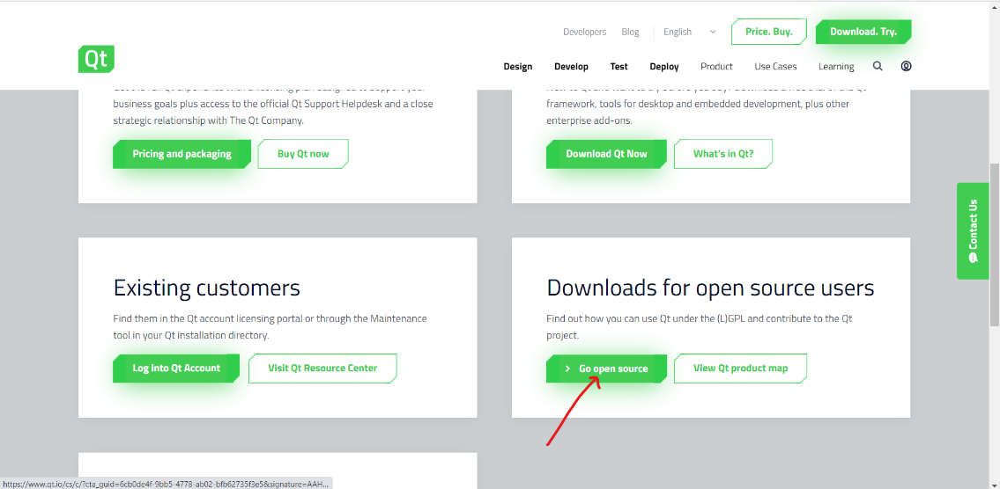 Developers Blog English Price. Buy. Download. Try.
Qt
Design Develop Test Deploy Product Use Cases Learning
business goals plus access to the official Qt Support Helpdesk and a close
strategic relationship with The Qt Company.
Pricing and packaging Buy Qt now
framework, tools for desktop and embedded development, plus other
enterprise add-ons.
Download Qt Now What's in Qt?
Contact Us
Existing customers
Find them in the Qt account licensing portal or through the Maintenance
tool in your Qt installation directory.
Log into Qt Account Visit Qt Resource Center
Downloads for open source users
Find out how you can use Qt under the (L)GPL and contribute to the Qt
project.
Go open source View Qt product map
https://www.qt.io/cs/c/?cta_guid=6cb0de4f-9bb5-4778-ab02-bfb62735f3e5&signature=AAH...